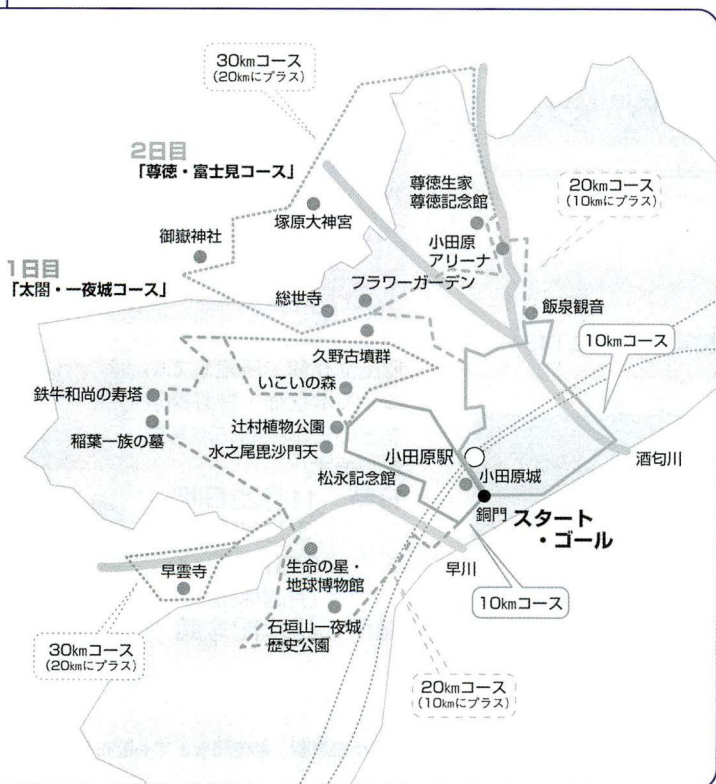 30kmコース
（20kmにプラス）
2日目
「尊徳・富士見コース」
尊徳生家
尊徳記念館
20kmコース
（10kmにプラス）
塚原大神宮
御嶽神社
小田原
アリーナ
1日目
「太閤・一夜城コース」
総世寺
フラワーガーデン
飯泉観音
10kmコース
久野古墳群
いこいの森
鉄牛和尚の寿塔
稲葉一族の墓
辻村植物公園
水之尾毘沙門天
小田原駅
松永記念館
小田原城
酒匂川
銅門
スタート
・ゴール
早川
早雲寺
生命の星・
地球博物館
10kmコース
石垣山一夜城
歴史公園
30kmコース
（20kmにプラス）
20kmコース
（10kmにプラス）